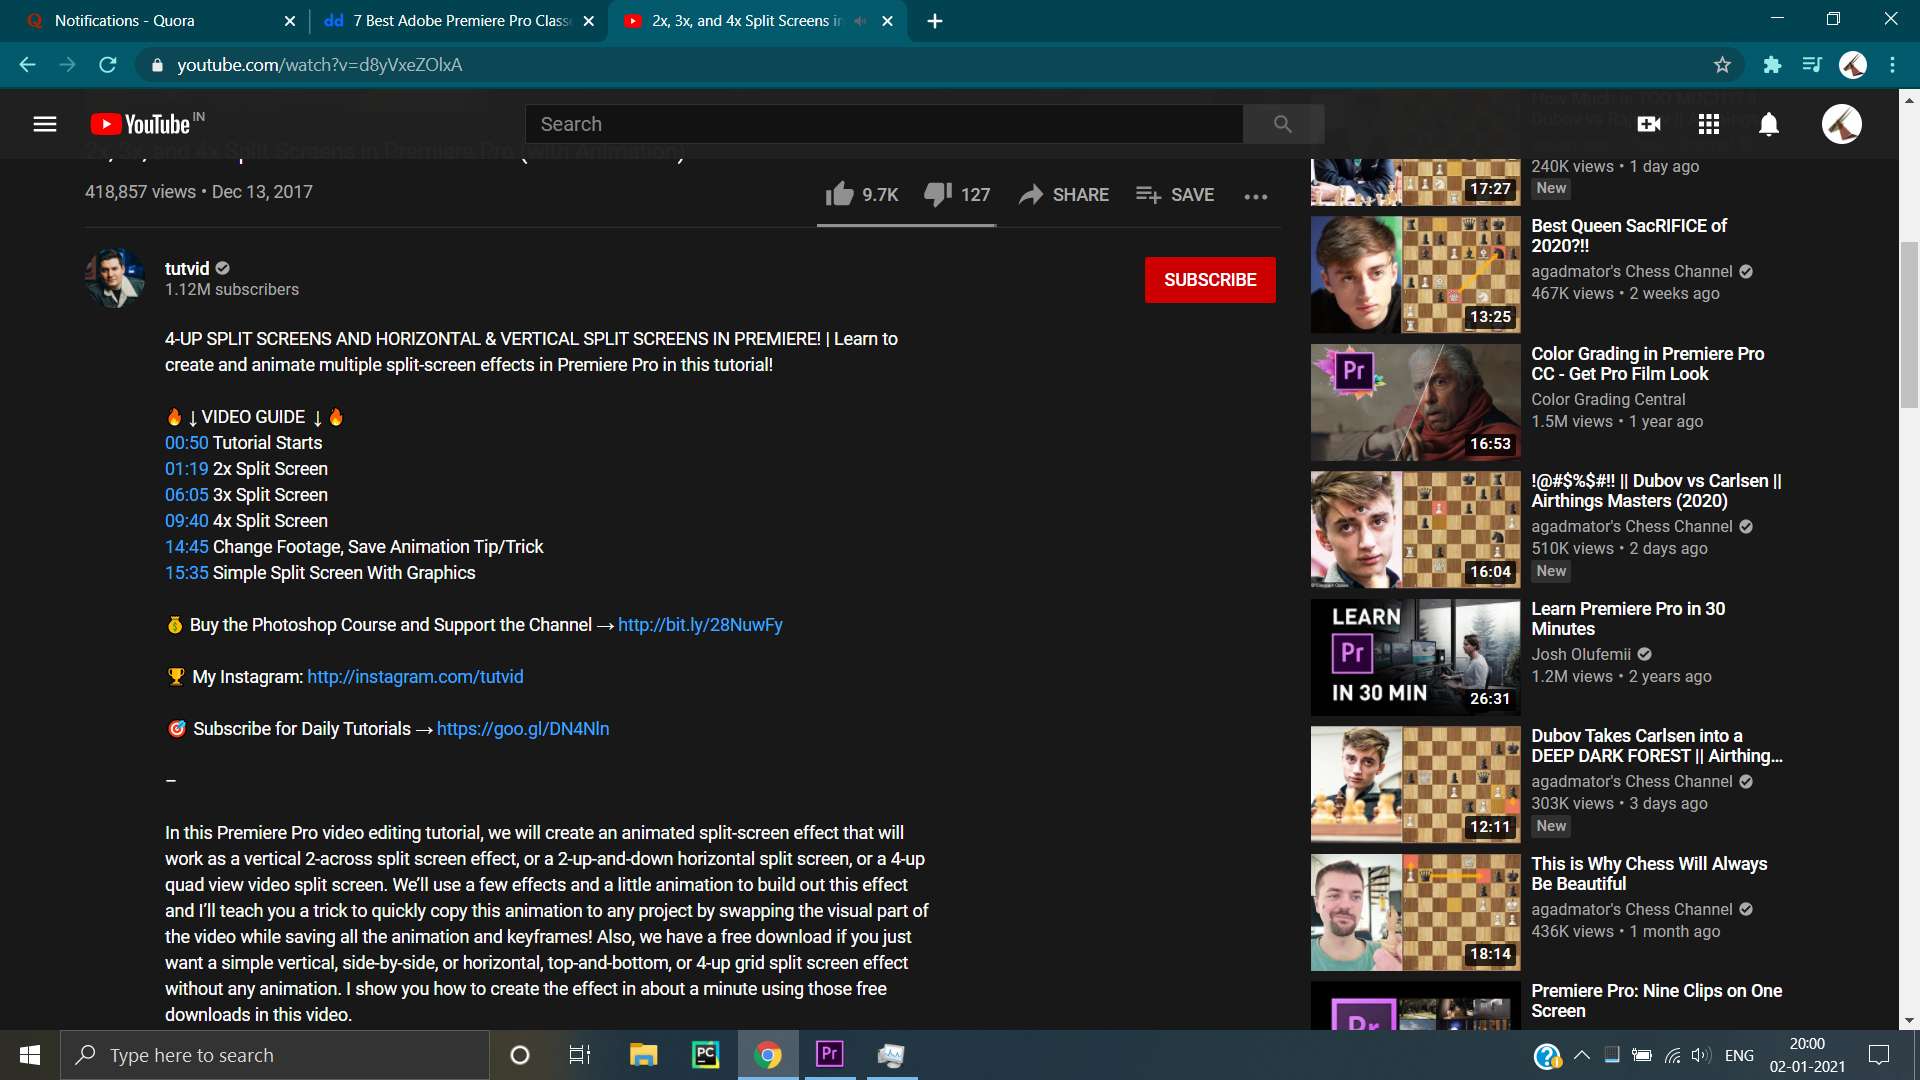 Notifications - Quora
7 Best Adobe Premiere Pro Classe
2x, 3x, and 4x Split Screens in
youtube.com/watch?v=d8yVxeZOlxA
YouTube IN
Search
2x, 3x, and 4x Split Screens in Premiere Pro (with Animation)
418,857 views • Dec 13, 2017
9.7K
127
SHARE
SAVE
tutvid
1.12M subscribers
SUBSCRIBE
4-UP SPLIT SCREENS AND HORIZONTAL & VERTICAL SPLIT SCREENS IN PREMIERE! | Learn to
create and animate multiple split-screen effects in Premiere Pro in this tutorial!
🔥 ↓ VIDEO GUIDE ↓ 🔥
00:50 Tutorial Starts
01:19 2x Split Screen
06:05 3x Split Screen
09:40 4x Split Screen
14:45 Change Footage, Save Animation Tip/Trick
15:35 Simple Split Screen With Graphics
💰 Buy the Photoshop Course and Support the Channel → http://bit.ly/28NuwFy
🏆 My Instagram: http://instagram.com/tutvid
🎯 Subscribe for Daily Tutorials → https://goo.gl/DN4Nln
–
In this Premiere Pro video editing tutorial, we will create an animated split-screen effect that will
work as a vertical 2-across split screen effect, or a 2-up-and-down horizontal split screen, or a 4-up
quad view video split screen. We’ll use a few effects and a little animation to build out this effect
and I’ll teach you a trick to quickly copy this animation to any project by swapping the visual part of
the video while saving all the animation and keyframes! Also, we have a free download if you just
want a simple vertical, side-by-side, or horizontal, top-and-bottom, or 4-up grid split screen effect
without any animation. I show you how to create the effect in about a minute using those free
downloads in this video.
240K views • 1 day ago
New
17:27
Best Queen SacRIFICE of
2020?!!
agadmator's Chess Channel
467K views • 2 weeks ago
13:25
Color Grading in Premiere Pro
CC - Get Pro Film Look
Color Grading Central
1.5M views • 1 year ago
Pr
16:53
!@#$%$#!! || Dubov vs Carlsen ||
Airthings Masters (2020)
agadmator's Chess Channel
510K views • 2 days ago
New
16:04
Learn Premiere Pro in 30
Minutes
Josh Olufemii
1.2M views • 2 years ago
LEARN
Pr
IN 30 MIN
26:31
Dubov Takes Carlsen into a
DEEP DARK FOREST || Airthing...
agadmator's Chess Channel
303K views • 3 days ago
New
12:11
This is Why Chess Will Always
Be Beautiful
agadmator's Chess Channel
436K views • 1 month ago
18:14
Premiere Pro: Nine Clips on One
Screen
Pr
Type here to search
PC
Pr
ENG
20:00
02-01-2021